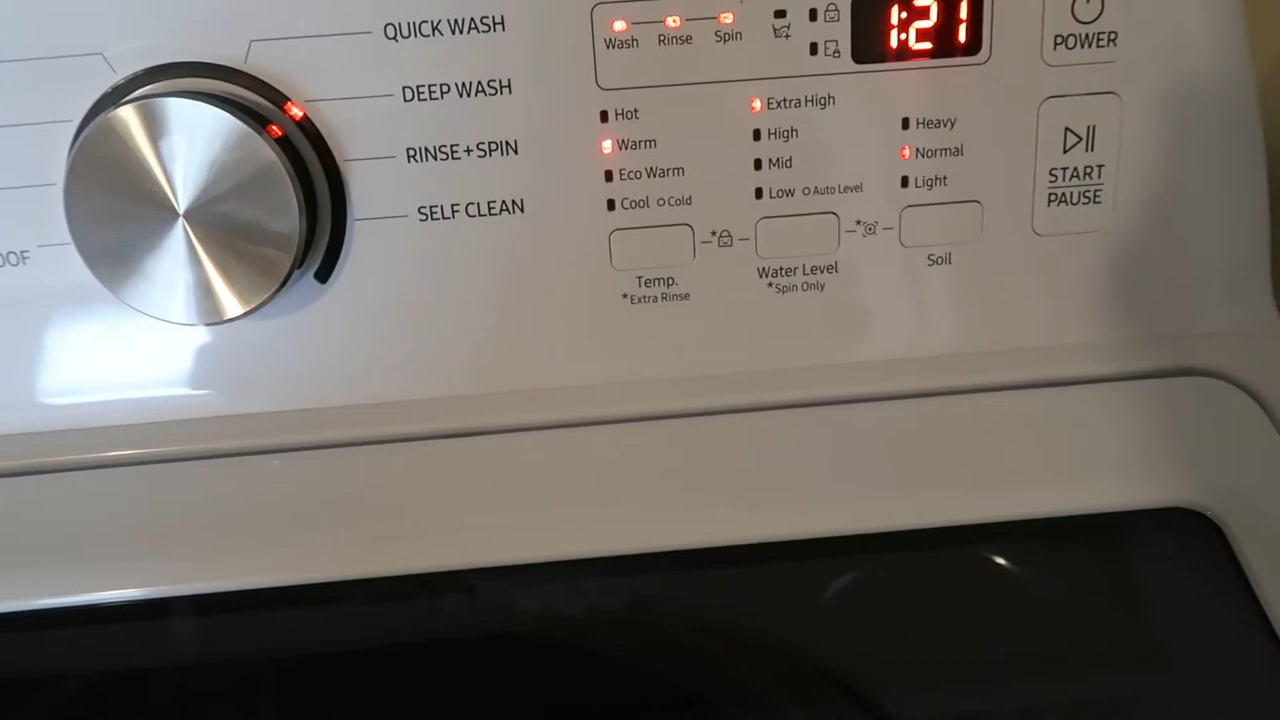 QUICK WASH
DEEP WASH
RINSE+SPIN
SELF CLEAN
OOF
Wash Rinse Spin
1:21
POWER
Hot
Warm
Eco Warm
Cool Cold
Temp.
*Extra Rinse
Extra High
High
Mid
Low Auto Level
Water Level
*Spin Only
Heavy
Normal
Light
Soil
START
PAUSE